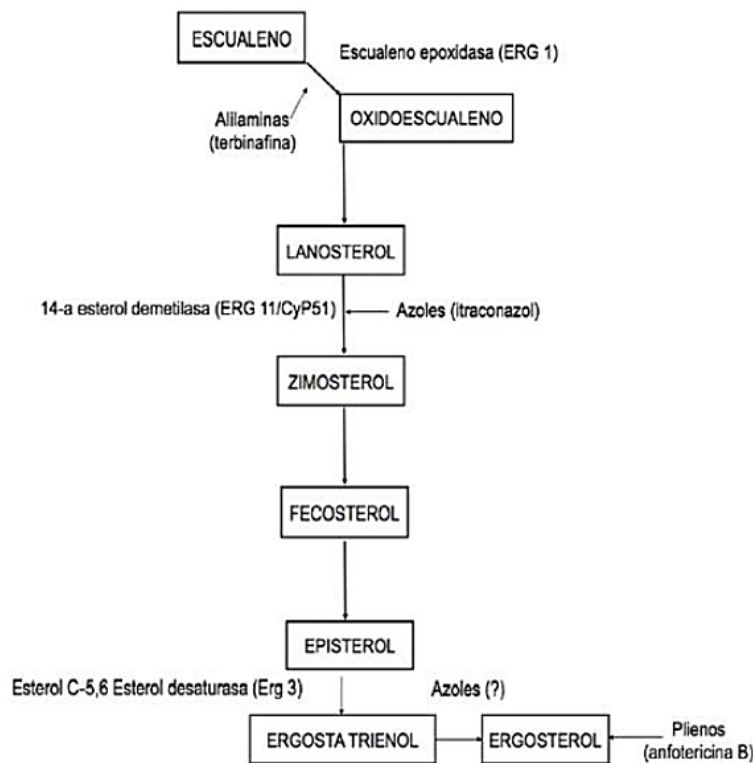 ESCUALENO
Escualeno epoxidasa (ERG 1)
OXIDOESCUALENO
Alilaminas
(terbinafina)
LANOSTEROL
14-a esterol demetilasa (ERG 11/CyP51)
Azoles (itraconazol)
ZIMOSTEROL
FECOSTEROL
EPISTEROL
Esterol C-5,6 Esterol desaturasa (Erg 3)
Azoles (?)
ERGOSTA TRIENOL
ERGOSTEROL
Plienos
(anfotericina B)